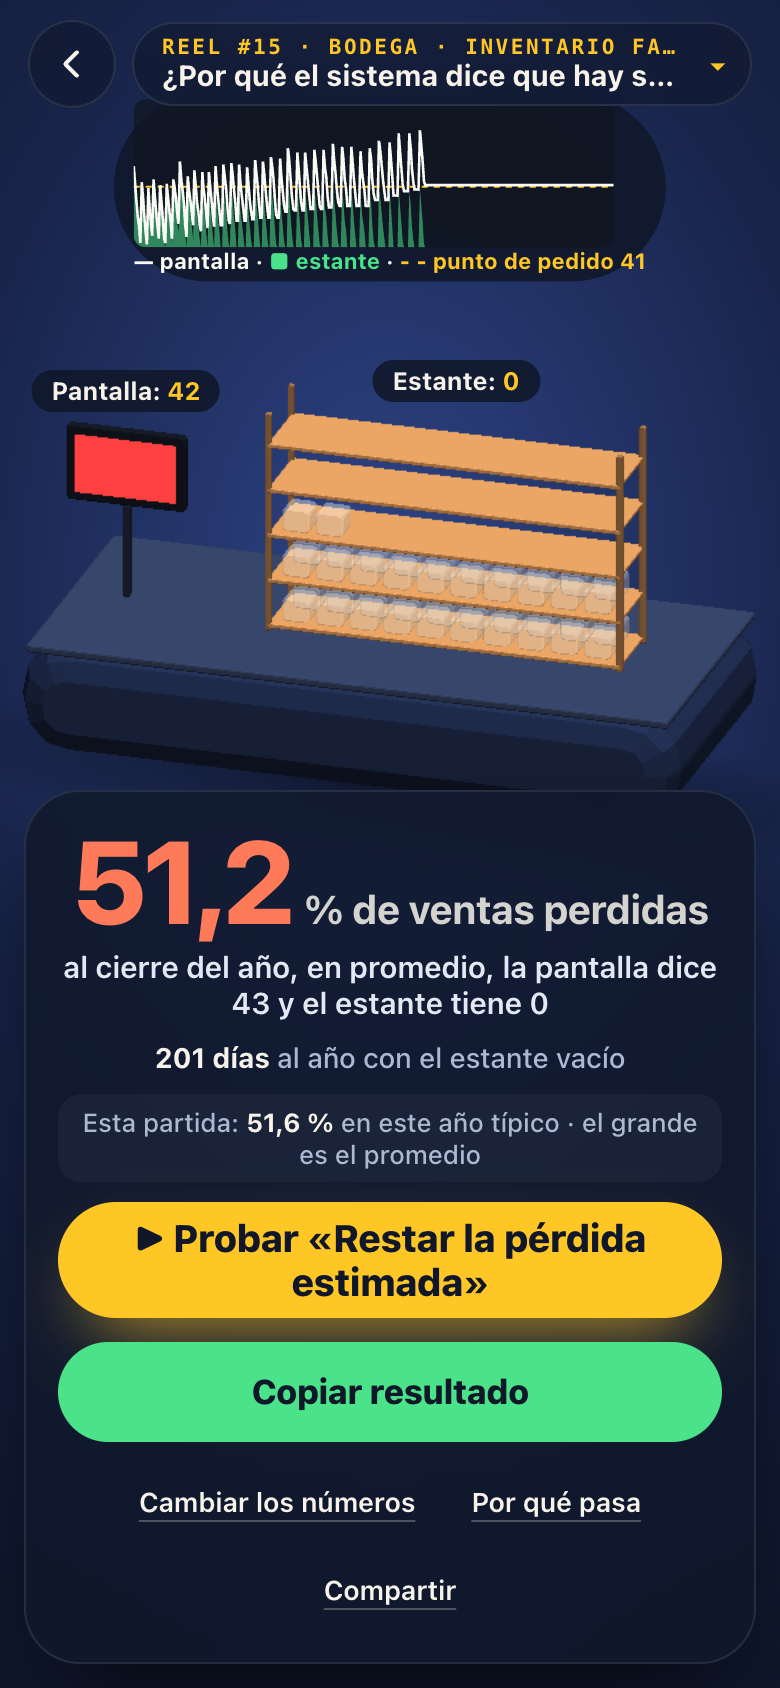 REEL #15 · BODEGA · INVENTARIO FA…
¿Por qué el sistema dice que hay s...
pantalla · estante · punto de pedido 41
Pantalla: 42
Estante: 0
51,2 % de ventas perdidas
al cierre del año, en promedio, la pantalla dice
43 y el estante tiene 0
201 días al año con el estante vacío
Esta partida: 51,6 % en este año típico · el grande
es el promedio
Probar «Restar la pérdida
estimada»
Copiar resultado
Cambiar los números Por qué pasa
Compartir